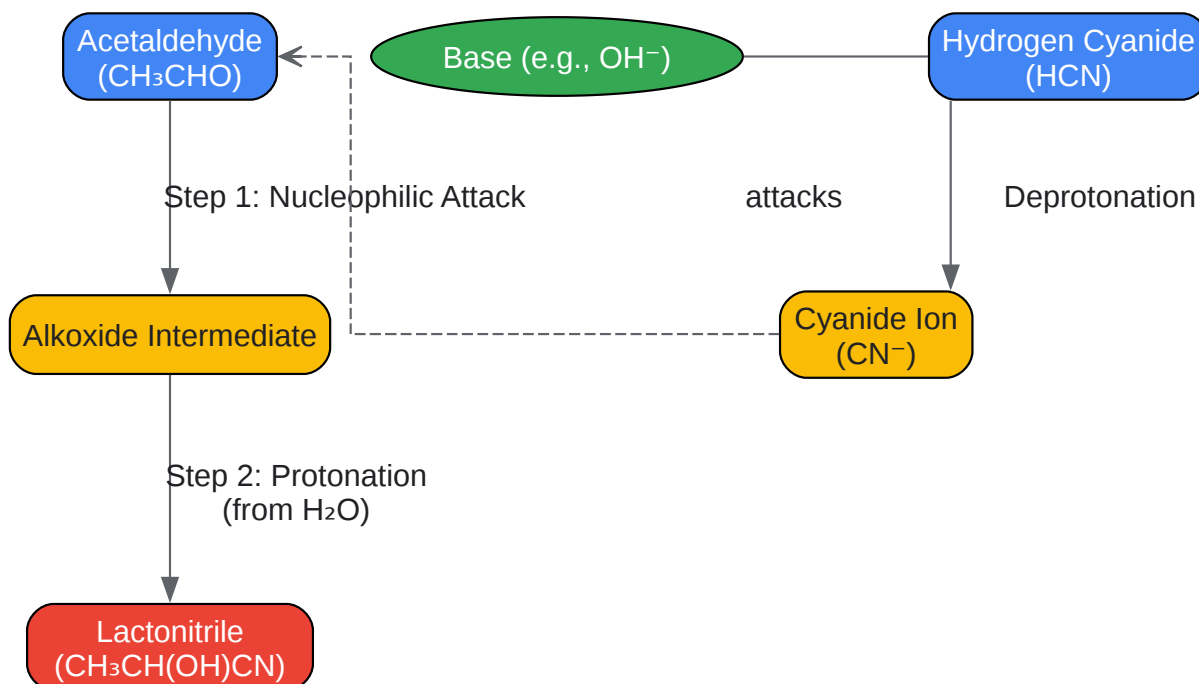 Acetaldehyde
(CH₃CHO)
Base (e.g., OH⁻)
Hydrogen Cyanide
(HCN)
Step 1: Nucleophilic Attack
attacks
Deprotonation
Alkoxide Intermediate
Cyanide Ion
(CN⁻)
Step 2: Protonation
(from H₂O)
Lactonitrile
(CH₃CH(OH)CN)